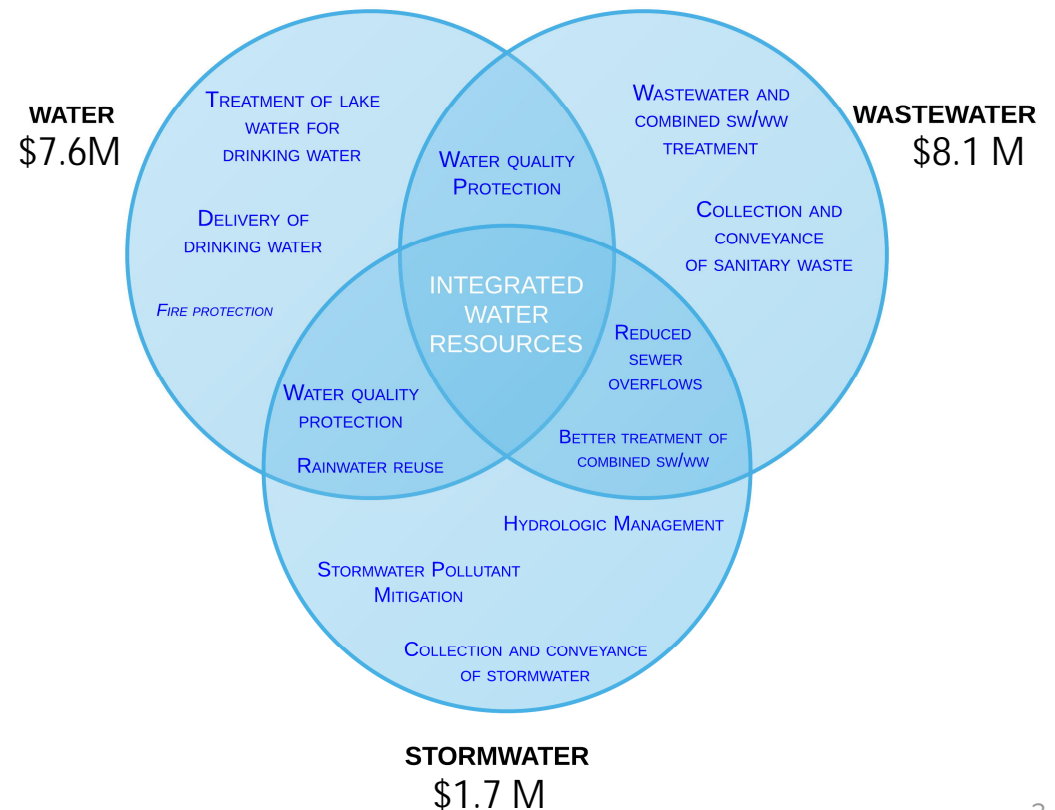 WATER
$7.6M
TREATMENT OF LAKE
WATER FOR
DRINKING WATER
DELIVERY OF
DRINKING WATER
FIRE PROTECTION
WATER QUALITY
PROTECTION
WASTEWATER AND
COMBINED SW/WW
TREATMENT
COLLECTION AND
CONVEYANCE
OF SANITARY WASTE
WASTEWATER
$8.1 M
INTEGRATED
WATER
RESOURCES
REDUCED
SEWER
OVERFLOWS
BETTER TREATMENT OF
COMBINED SW/WW
WATER QUALITY
PROTECTION
RAINWATER REUSE
HYDROLOGIC MANAGEMENT
STORMWATER POLLUTANT
MITIGATION
COLLECTION AND CONVEYANCE
OF STORMWATER
STORMWATER
$1.7 M